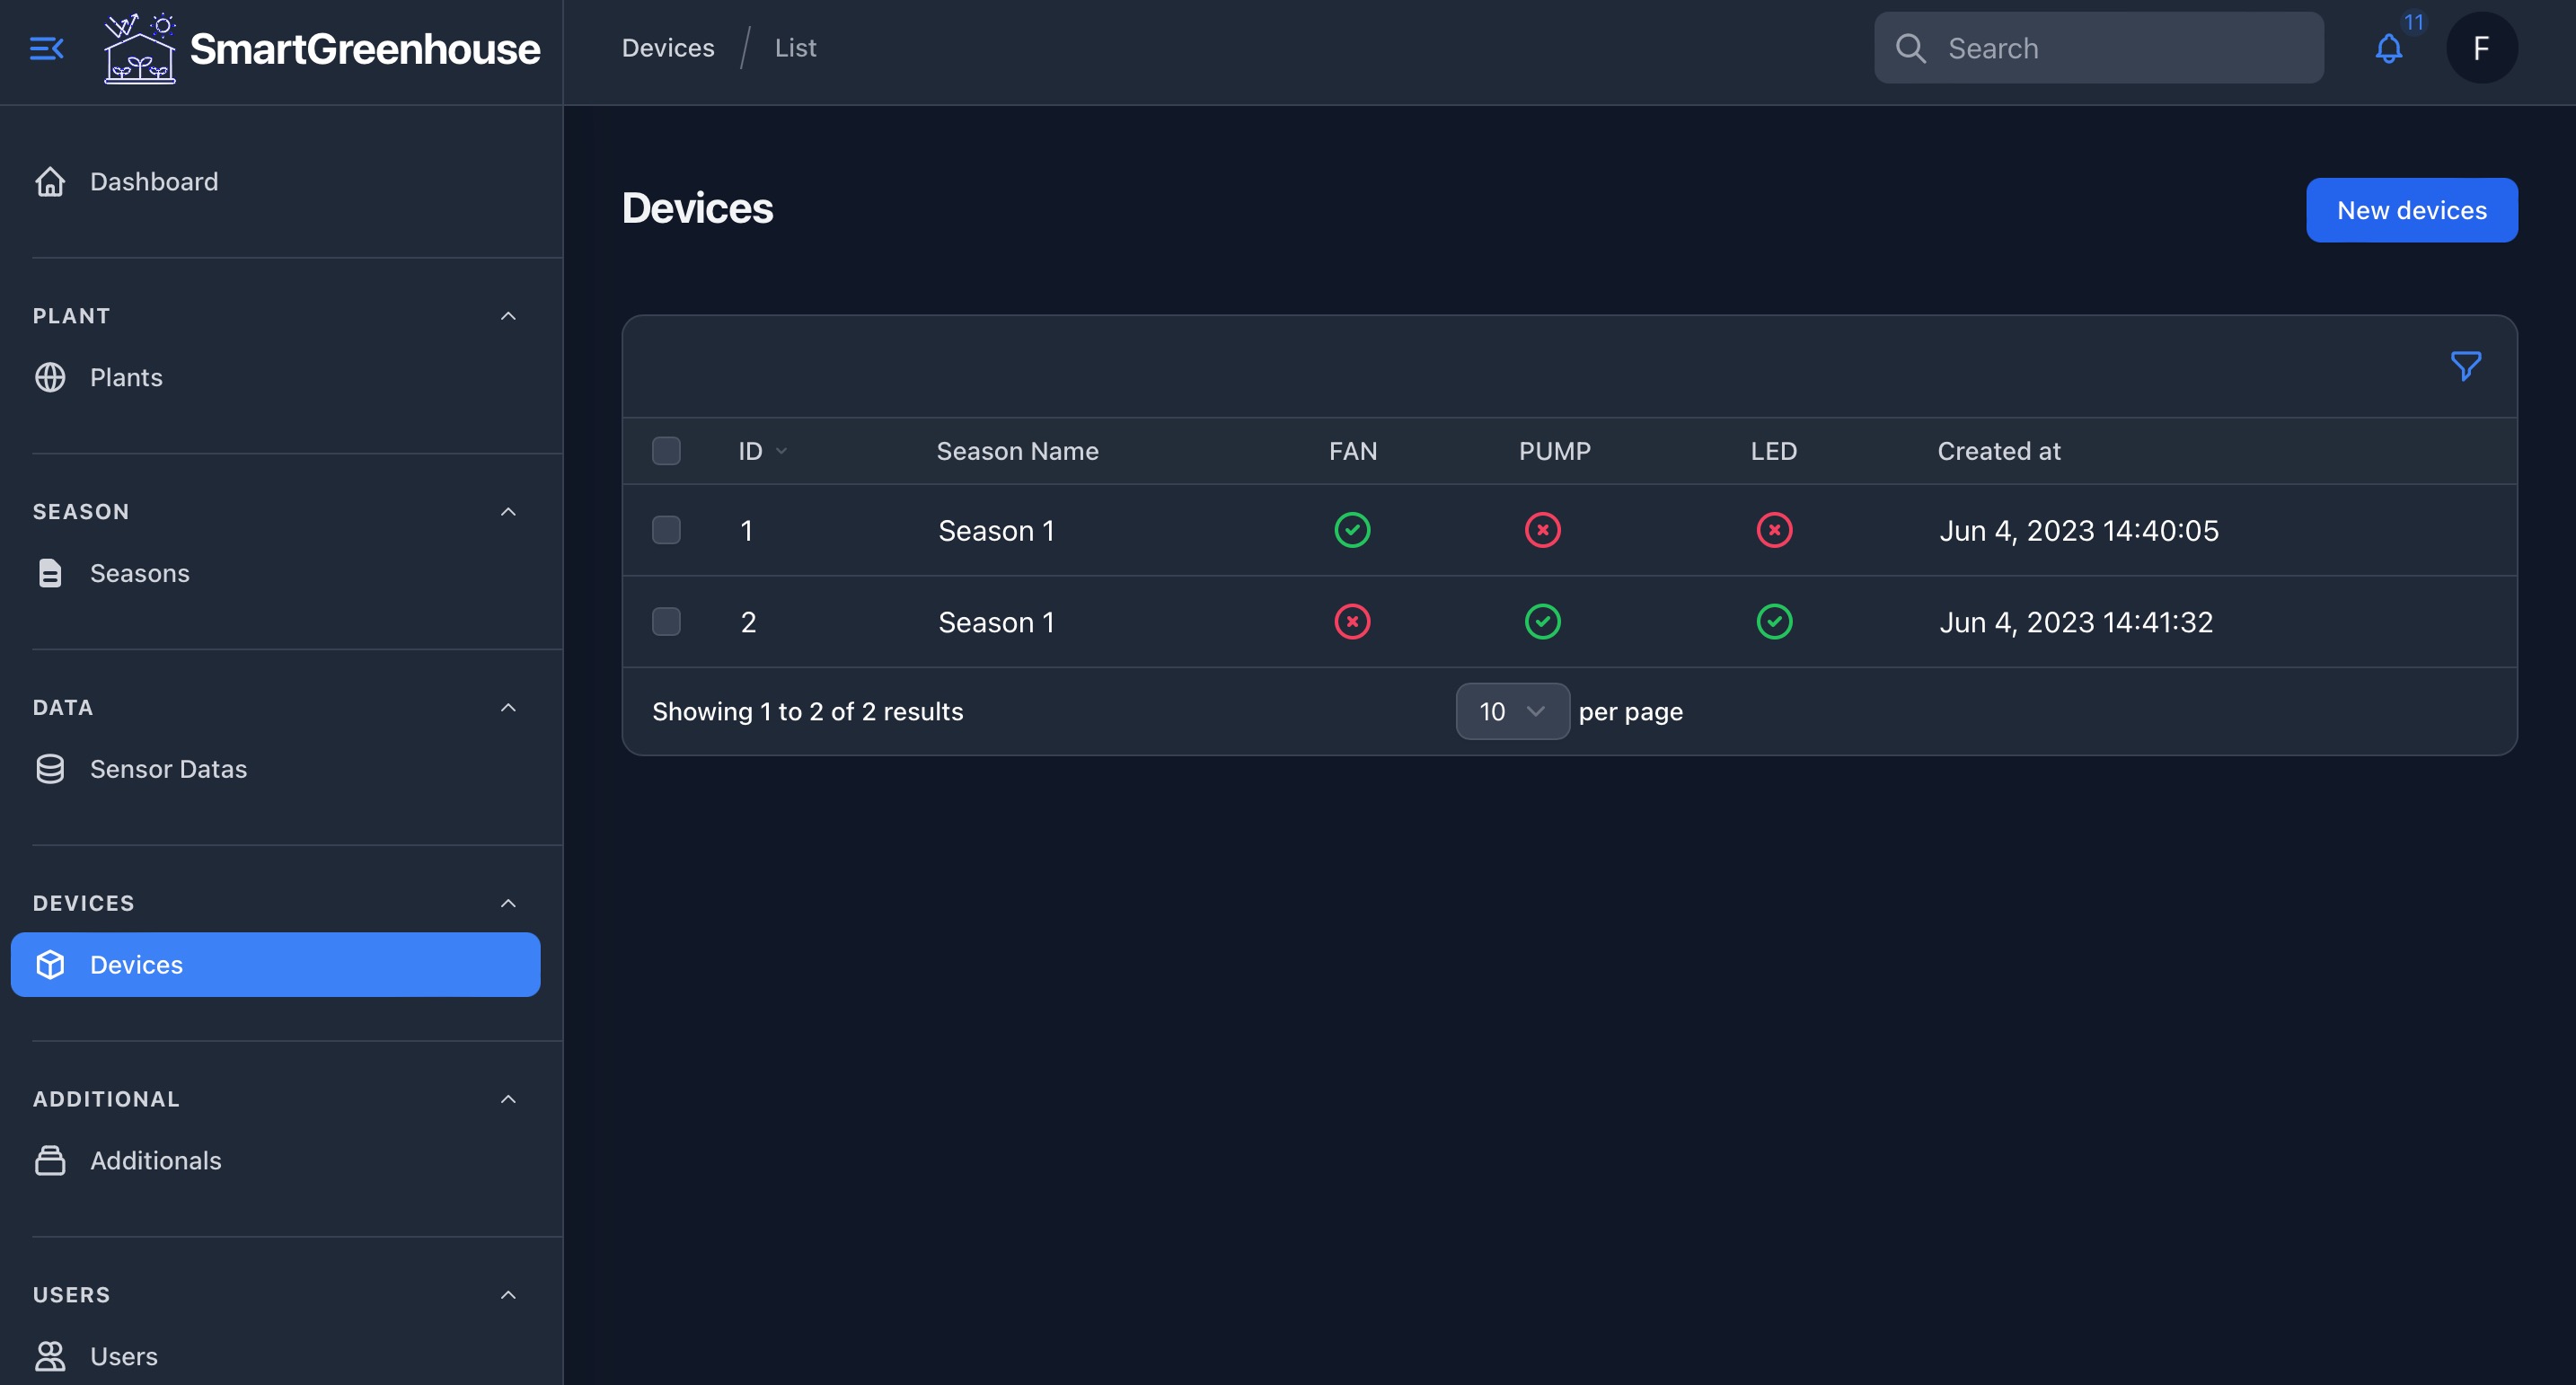 SmartGreenhouse
Devices / List
Search
11
F
Dashboard
PLANT
Plants
SEASON
Seasons
DATA
Sensor Datas
DEVICES
Devices
ADDITIONAL
Additionals
USERS
Users
Devices
New devices
ID Season Name FAN PUMP LED Created at
1 Season 1 Jun 4, 2023 14:40:05
2 Season 1 Jun 4, 2023 14:41:32
Showing 1 to 2 of 2 results 10 per page